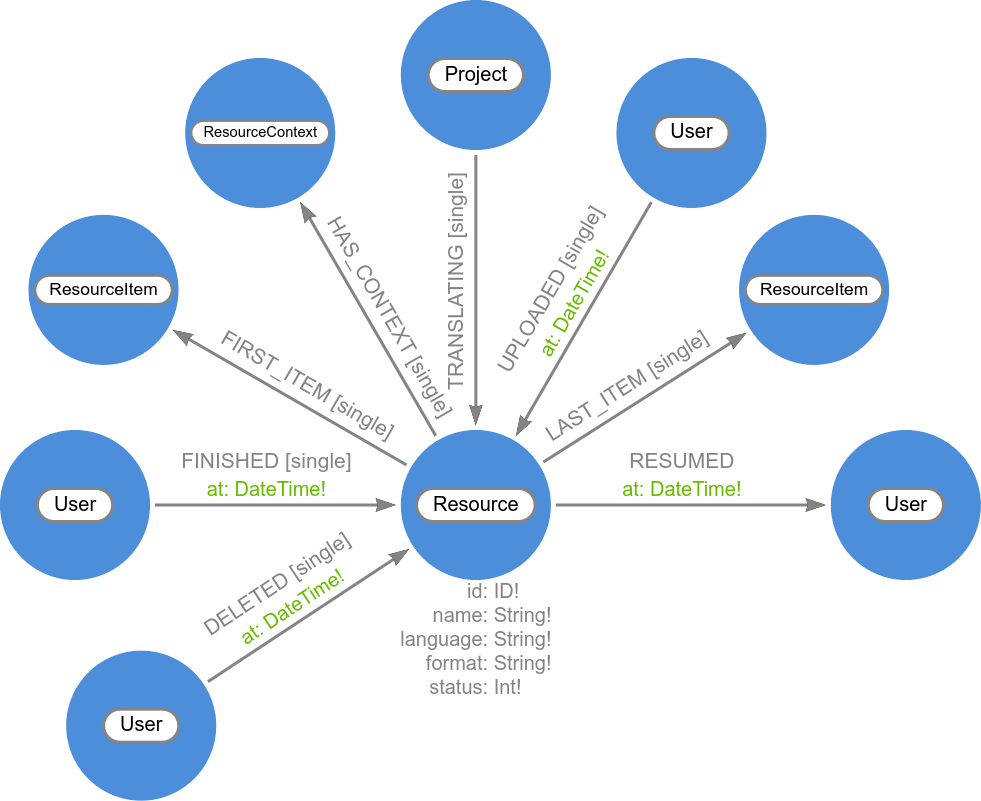 Project
ResourceContext
User
TRANSLATING [single]
HAS_CONTEXT [single]
UPLOADED [single]
at: DateTime!
ResourceItem
ResourceItem
FIRST_ITEM [single]
LAST_ITEM [single]
FINISHED [single]
at: DateTime!
RESUMED
at: DateTime!
User
Resource
User
DELETED [single]
at: DateTime!
id: ID!
name: String!
language: String!
format: String!
status: Int!
User